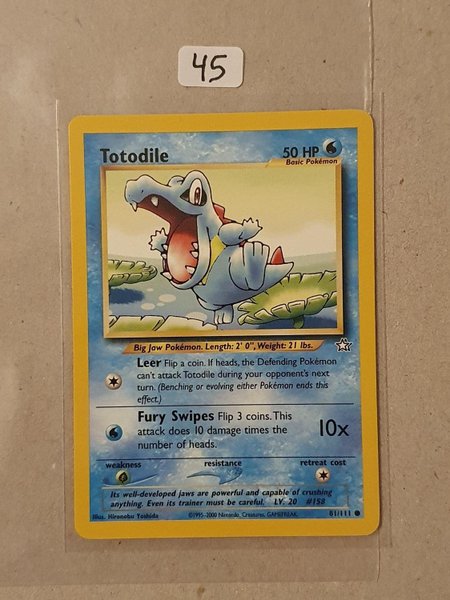 45
Totodile 50 HP
Basic Pokémon
Big Jaw Pokémon. Length: 2' 0", Weight: 21 lbs.
Leer Flip a coin. If heads, the Defending Pokémon
can't attack Totodile during your opponent's next
turn. (Benching or evolving either Pokémon ends this
effect.)
Fury Swipes Flip 3 coins. This
attack does 10 damage times the
number of heads.
10x
weakness resistance retreat cost
Its well-developed jaws are powerful and capable of crushing
anything. Even its trainer must be careful. LV. 20 #158
Illus. Hironobu Yoshida ©1995-2000 Nintendo, Creatures, GAMEFREAK. 81/111